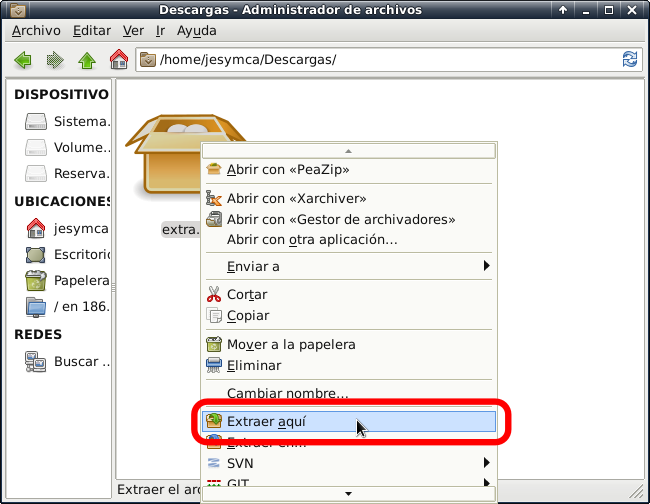 Descargas - Administrador de archivos
Archivo Editar Ver Ir Ayuda
/home/jesymca/Descargas/
DISPOSITIVO
Sistema.
Volume..
Reserva.
UBICACIONES
jesymca
Escritorio
Papelera
/ en 186.
REDES
Buscar ..
extra.
Abrir con «PeaZip»
Abrir con «Xarchiver»
Abrir con «Gestor de archivadores»
Abrir con otra aplicación...
Enviar a
Cortar
Copiar
Mover a la papelera
Eliminar
Cambiar nombre...
Extraer aquí
Extraer en...
SVN
GIT
Extraer el arc